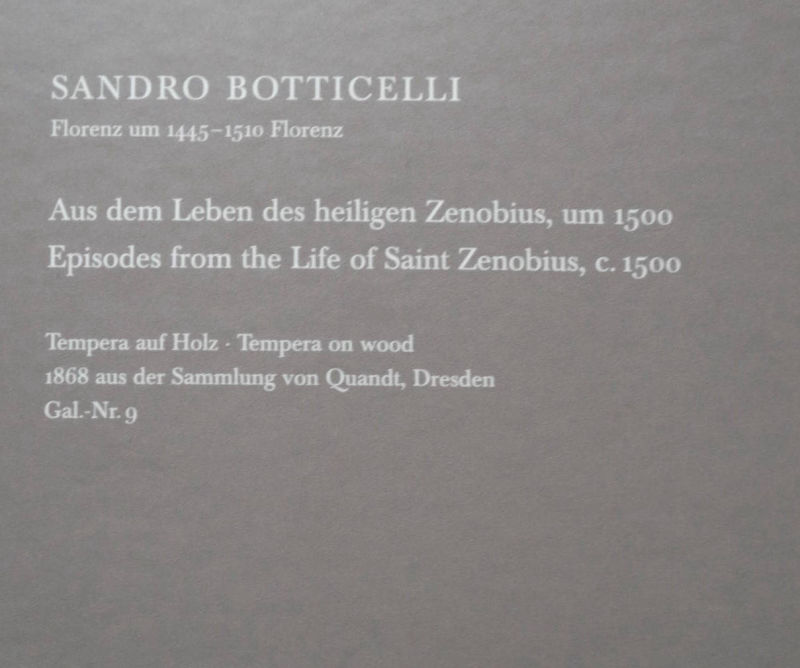 SANDRO BOTTICELLI
Florenz um 1445–1510 Florenz
Aus dem Leben des heiligen Zenobius, um 1500
Episodes from the Life of Saint Zenobius, c. 1500
Tempera auf Holz · Tempera on wood
1868 aus der Sammlung von Quandt, Dresden
Gal.-Nr. 9